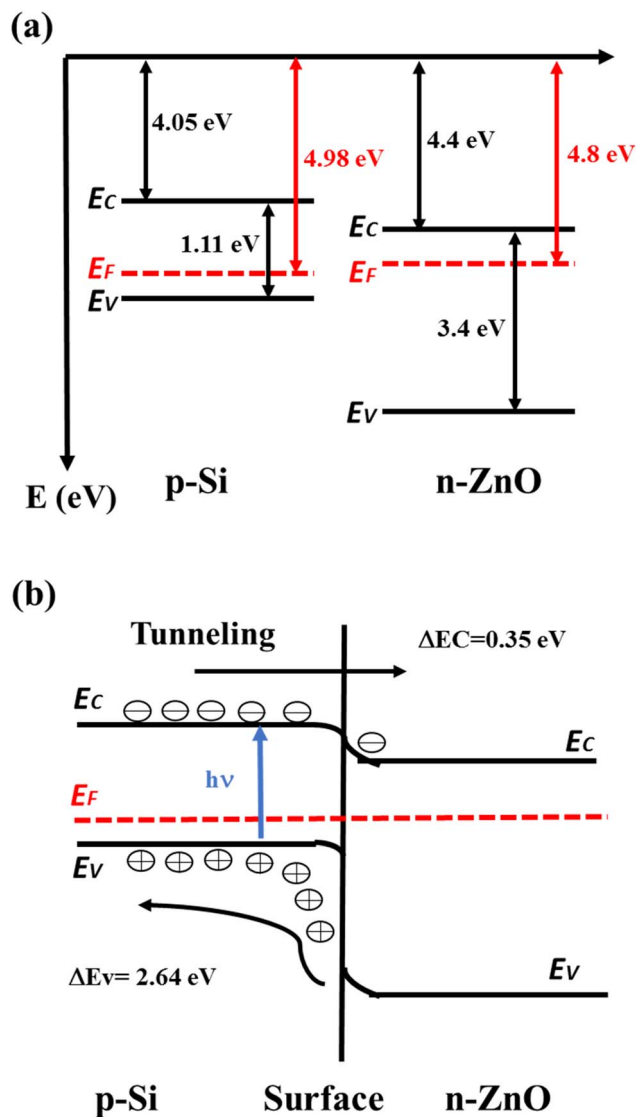 (a)
4.05 eV
4.98 eV
4.4 eV
4.8 eV
EC
1.11 eV
EF
EV
EC
EF
3.4 eV
EV
E (eV)
p-Si
n-ZnO
(b)
Tunneling
ΔEC=0.35 eV
EC
EC
hν
EF
EV
ΔEv= 2.64 eV
EV
p-Si
Surface
n-ZnO